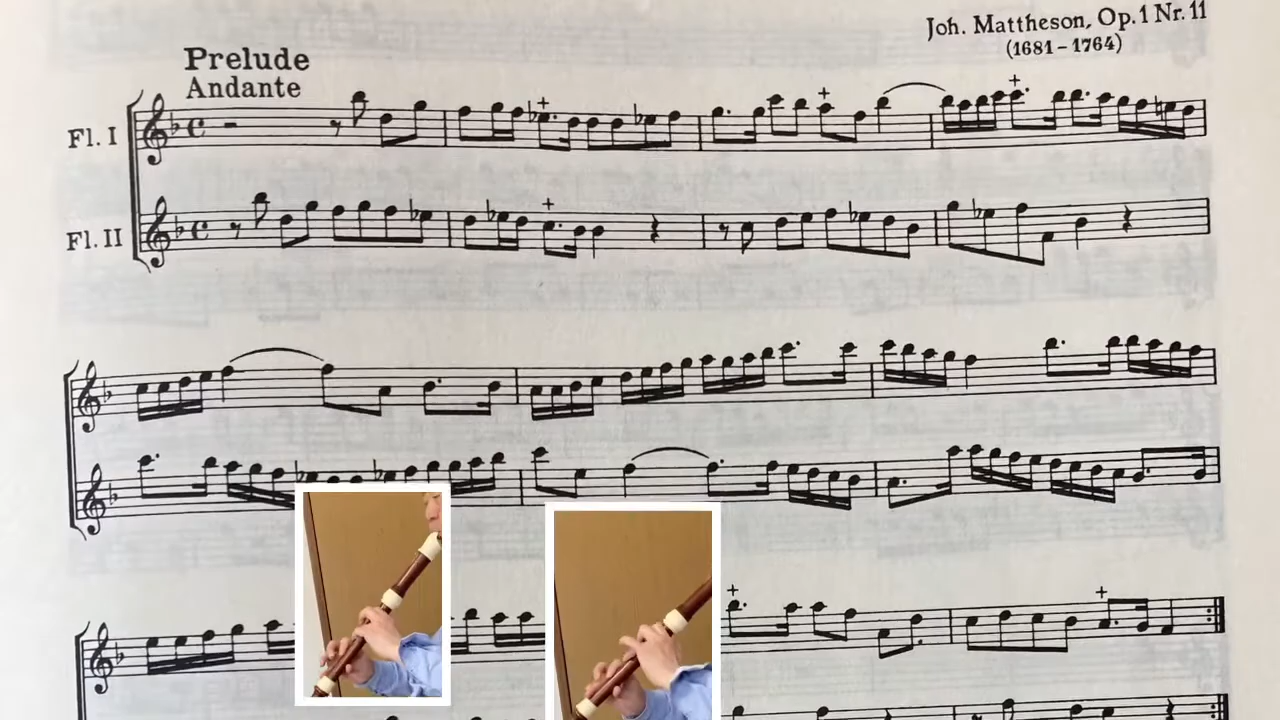 Joh. Mattheson, Op. 1 Nr. 11
(1681 – 1764)
Prelude
Andante
Fl. I
Fl. II